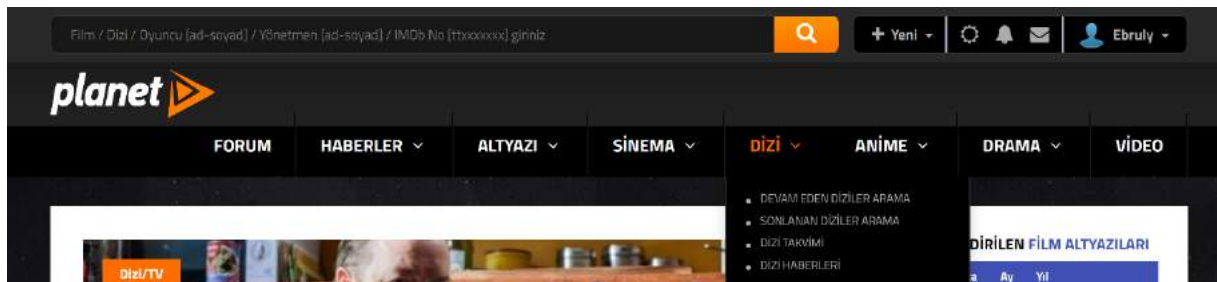 Film / Dizi / Oyuncu (ad-soyad) / Yönetmen (ad-soyad) / IMDb No (ttxxxxxxx) giriniz
+ Yeni
Ebruly
planet
FORUM HABERLER ALTYAZI SİNEMA DİZİ ANİME DRAMA VİDEO
DEVAM EDEN DİZİLER ARAMA
SONLANAN DİZİLER ARAMA
DİZİ TAKVİMİ
DİZİ HABERLERİ
Dizi/TV
DİRİLEN FİLM ALTYAZILARI
a Ay Yıl